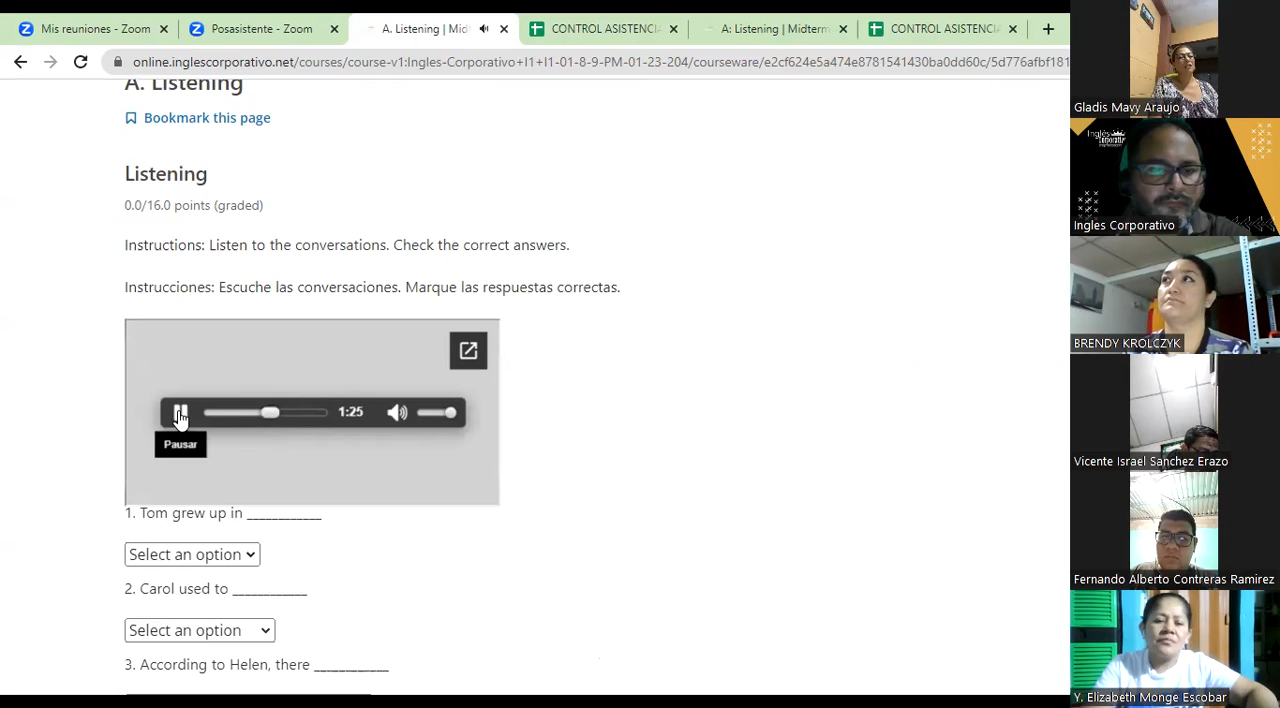 Mis reuniones - Zoom
Posasistente - Zoom
A. Listening | Mid
CONTROL ASISTENCIA
A: Listening | Midterm
CONTROL ASISTENCIA
online.inglescorporativo.net/courses/course-v1:Ingles-Corporativo+I1+I1-01-8-9-PM-01-23-204/courseware/e2cf624e5a474e8781541430ba0dd60c/5d776afbf181
A. Listening
Bookmark this page
Listening
0.0/16.0 points (graded)
Instructions: Listen to the conversations. Check the correct answers.
Instrucciones: Escuche las conversaciones. Marque las respuestas correctas.
1:25
Pausar
1. Tom grew up in ____________
Select an option
2. Carol used to ____________
Select an option
3. According to Helen, there ____________
Gladis Mavy Araujo
Inglés
Corporativo
Ingles Corporativo
BRENDY KROLCZYK
Vicente Israel Sanchez Erazo
Fernando Alberto Contreras Ramirez
Y. Elizabeth Monge Escobar